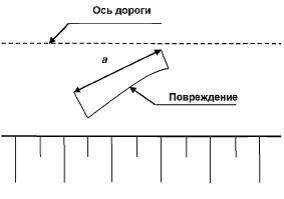 Ось дороги
a
Повреждение